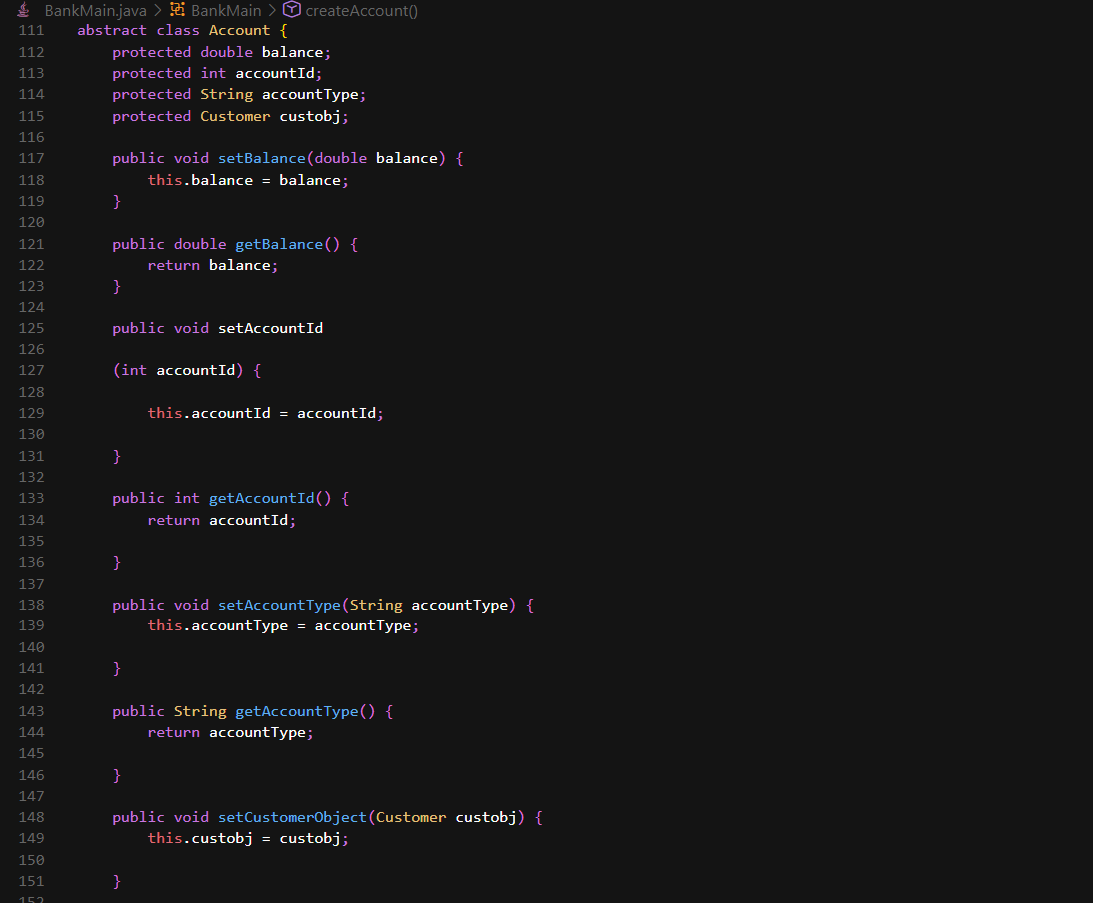 BankMain.java > BankMain > createAccount()
111 abstract class Account {
112 protected double balance;
113 protected int accountId;
114 protected String accountType;
115 protected Customer custobj;
116
117 public void setBalance(double balance) {
118 this.balance = balance;
119 }
120
121 public double getBalance() {
122 return balance;
123 }
124
125 public void setAccountId
126
127 (int accountId) {
128
129 this.accountId = accountId;
130
131 }
132
133 public int getAccountId() {
134 return accountId;
135
136 }
137
138 public void setAccountType(String accountType) {
139 this.accountType = accountType;
140
141 }
142
143 public String getAccountType() {
144 return accountType;
145
146 }
147
148 public void setCustomerObject(Customer custobj) {
149 this.custobj = custobj;
150
151 }
152